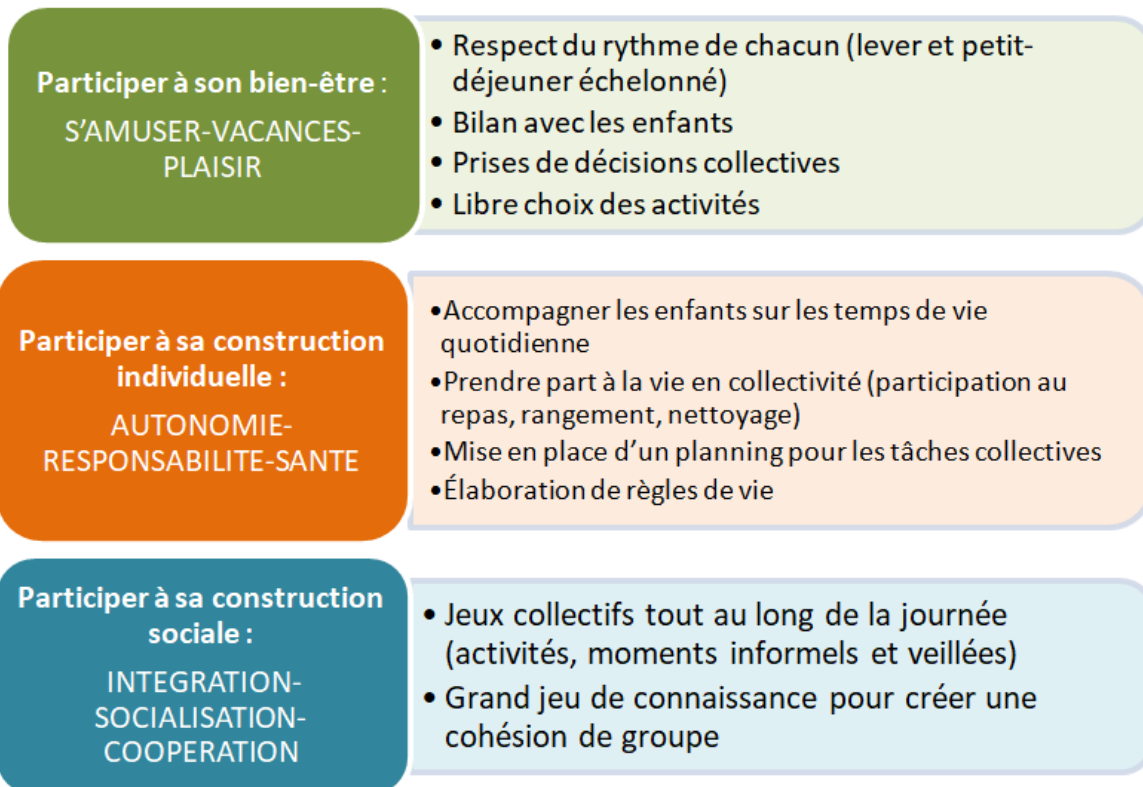 Participer à son bien-être :
S'AMUSER-VACANCES-
PLAISIR
• Respect du rythme de chacun (lever et petit-
déjeuner échelonné)
• Bilan avec les enfants
• Prises de décisions collectives
• Libre choix des activités
Participer à sa construction
individuelle :
AUTONOMIE-
RESPONSABILITE-SANTE
•Accompagner les enfants sur les temps de vie
quotidienne
•Prendre part à la vie en collectivité (participation au
repas, rangement, nettoyage)
•Mise en place d'un planning pour les tâches collectives
•Élaboration de règles de vie
Participer à sa construction
sociale :
INTEGRATION-
SOCIALISATION-
COOPERATION
• Jeux collectifs tout au long de la journée
(activités, moments informels et veillées)
• Grand jeu de connaissance pour créer une
cohésion de groupe